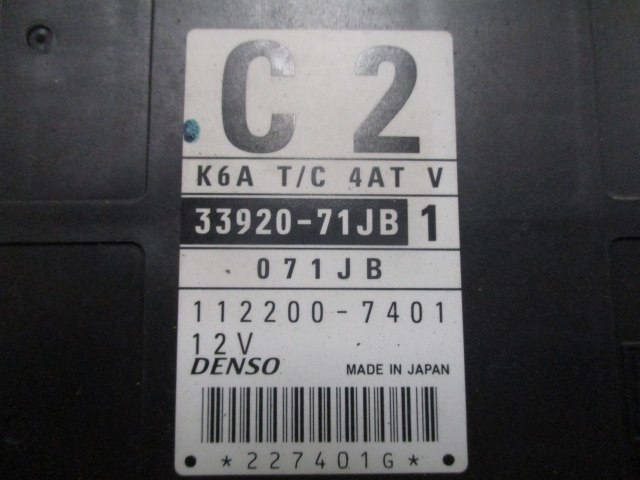 C 2
K6A T/C 4AT V
33920-71JB 1
071JB
112200-7401
12V
DENSO MADE IN JAPAN
*227401G*